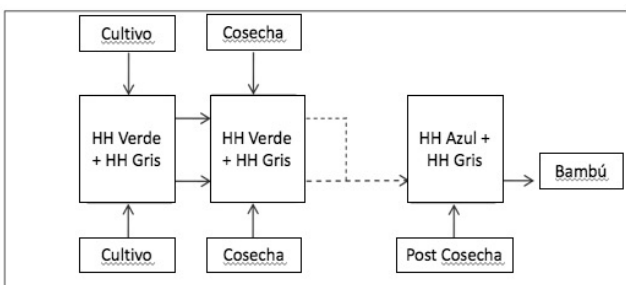 Cultivo
Cosecha
HH Verde
+ HH Gris
HH Verde
+ HH Gris
HH Azul +
HH Gris
Bambú
Cultivo
Cosecha
Post Cosecha